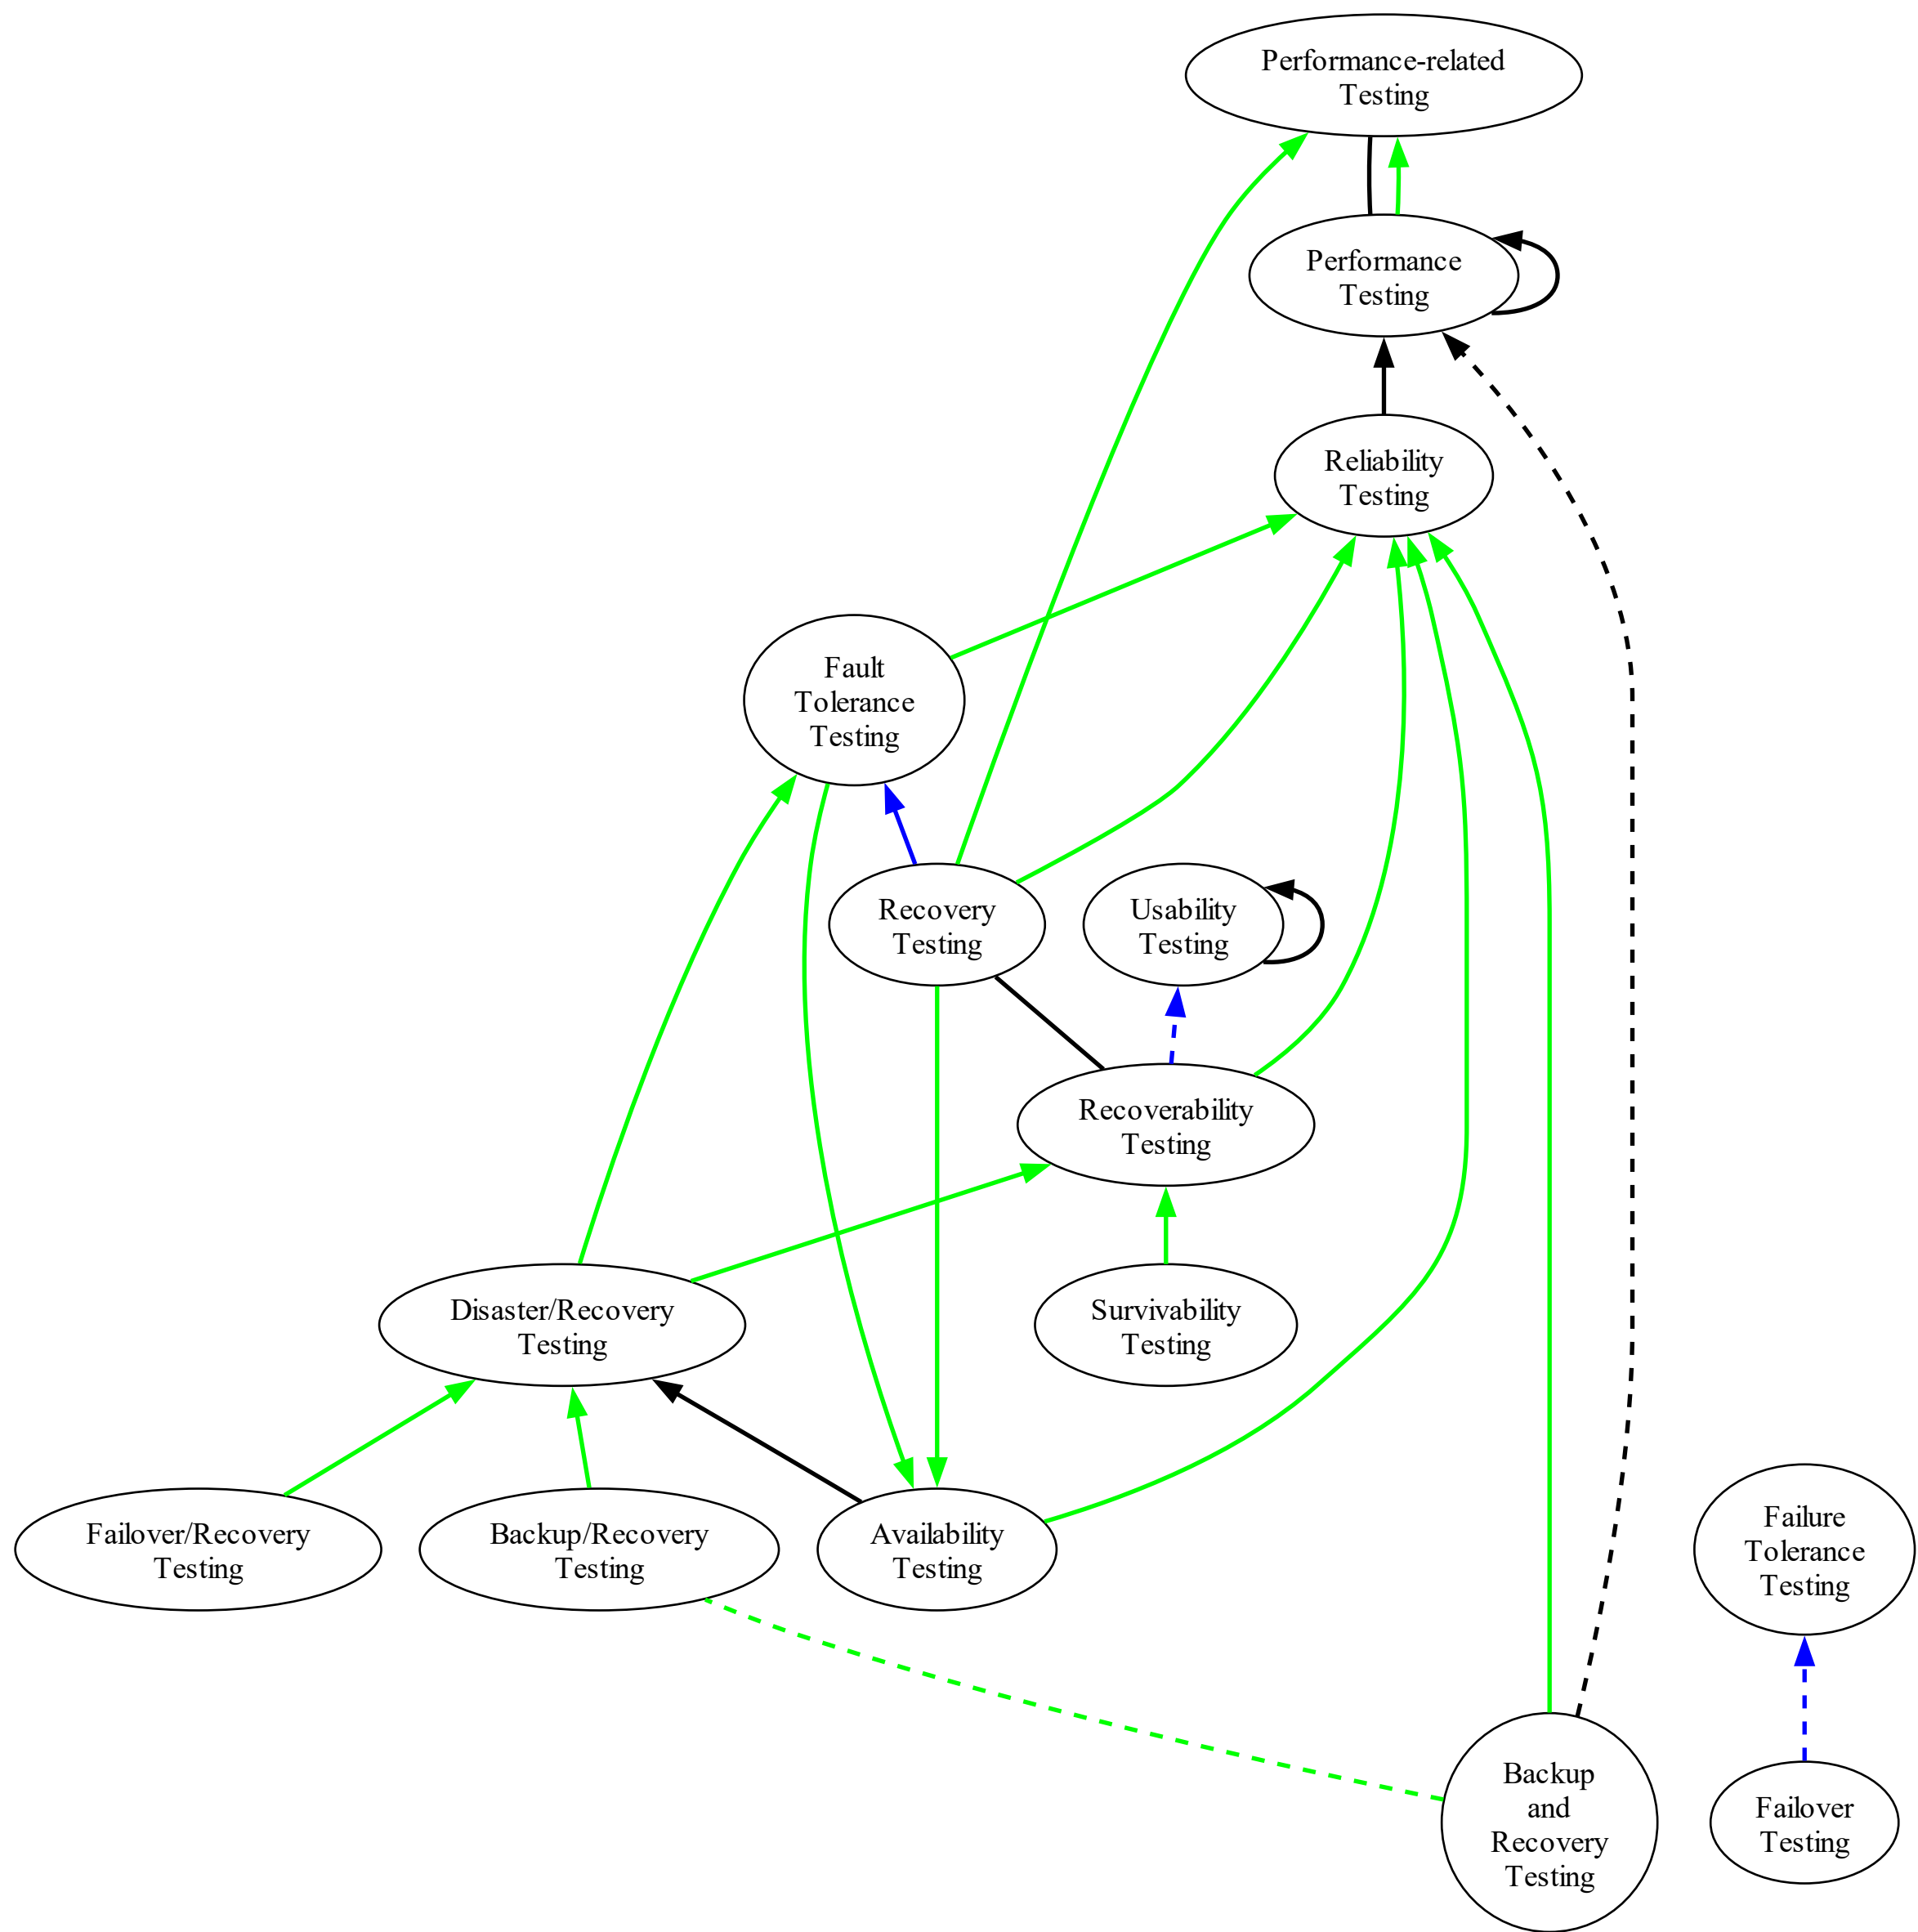 Performance-related
Testing
Performance
Testing
Reliability
Testing
Fault
Tolerance
Testing
Recovery
Testing
Usability
Testing
Recoverability
Testing
Disaster/Recovery
Testing
Survivability
Testing
Failover/Recovery
Testing
Backup/Recovery
Testing
Availability
Testing
Failure
Tolerance
Testing
Backup
and
Recovery
Testing
Failover
Testing